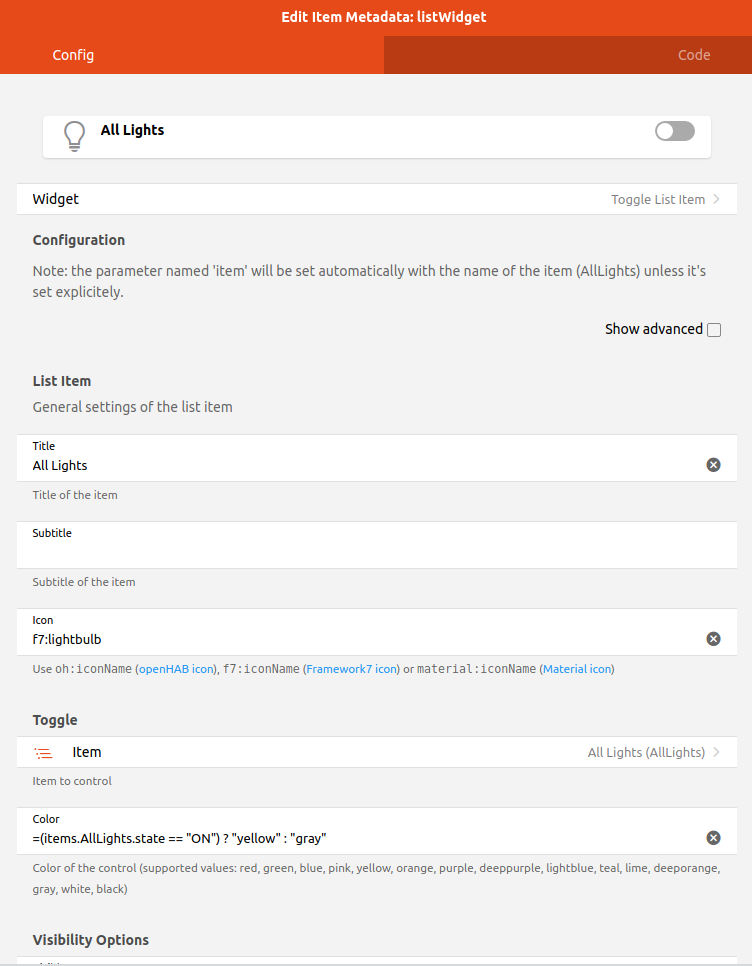 Edit Item Metadata: listWidget
Config
Code
All Lights
Widget
Toggle List Item
Configuration
Note: the parameter named 'item' will be set automatically with the name of the item (AllLights) unless it's
set explicitely.
Show advanced
List Item
General settings of the list item
Title
All Lights
Title of the item
Subtitle
Subtitle of the item
Icon
f7:lightbulb
Use oh:iconName (openHAB icon), f7:iconName (Framework7 icon) or material:iconName (Material icon)
Toggle
Item
All Lights (AllLights)
Item to control
Color
=(items.AllLights.state == "ON") ? "yellow" : "gray"
Color of the control (supported values: red, green, blue, pink, yellow, orange, purple, deeppurple, lightblue, teal, lime, deeporange,
gray, white, black)
Visibility Options